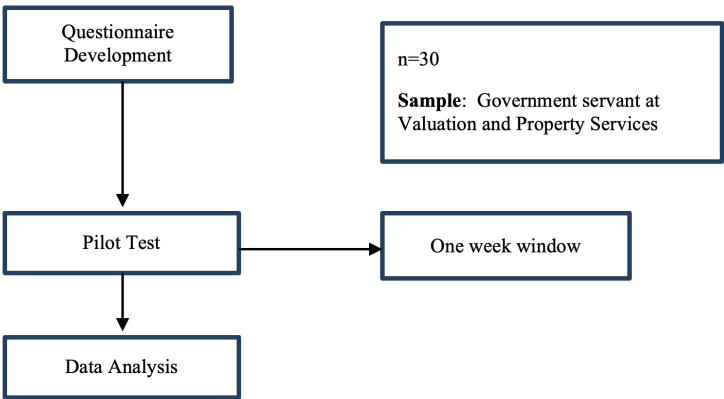 Questionnaire
Development
n=30
Sample: Government servant at
Valuation and Property Services
Pilot Test
One week window
Data Analysis